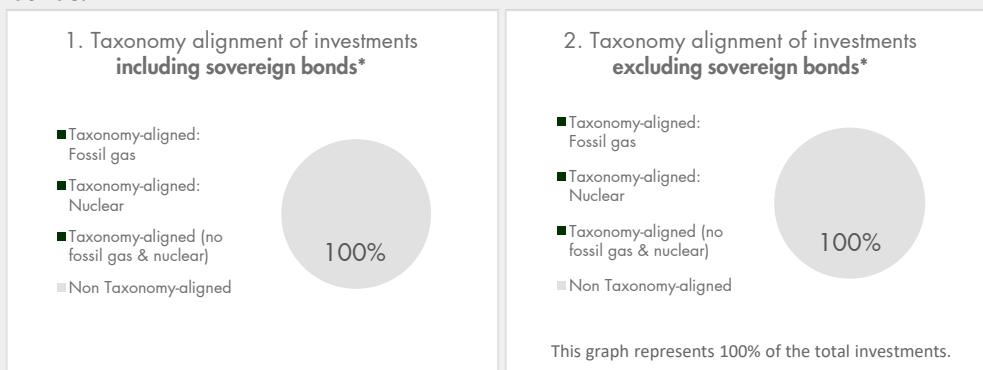 1. Taxonomy alignment of investments
including sovereign bonds*
Taxonomy-aligned:
Fossil gas
Taxonomy-aligned:
Nuclear
Taxonomy-aligned (no
fossil gas & nuclear)
Non Taxonomy-aligned
100%
2. Taxonomy alignment of investments
excluding sovereign bonds*
Taxonomy-aligned:
Fossil gas
Taxonomy-aligned:
Nuclear
Taxonomy-aligned (no
fossil gas & nuclear)
Non Taxonomy-aligned
100%
This graph represents 100% of the total investments.